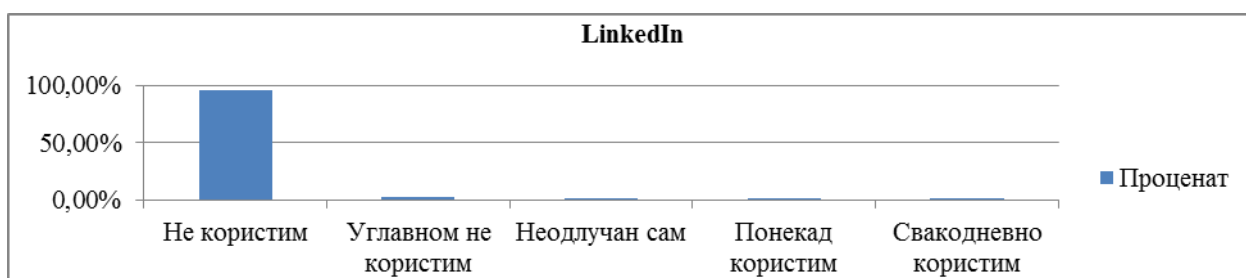 LinkedIn
100,00%
50,00%
0,00%
Не користим
Углавном не
користим
Неодлучан сам
Понекад
користим
Свакодневно
користим
Проценат